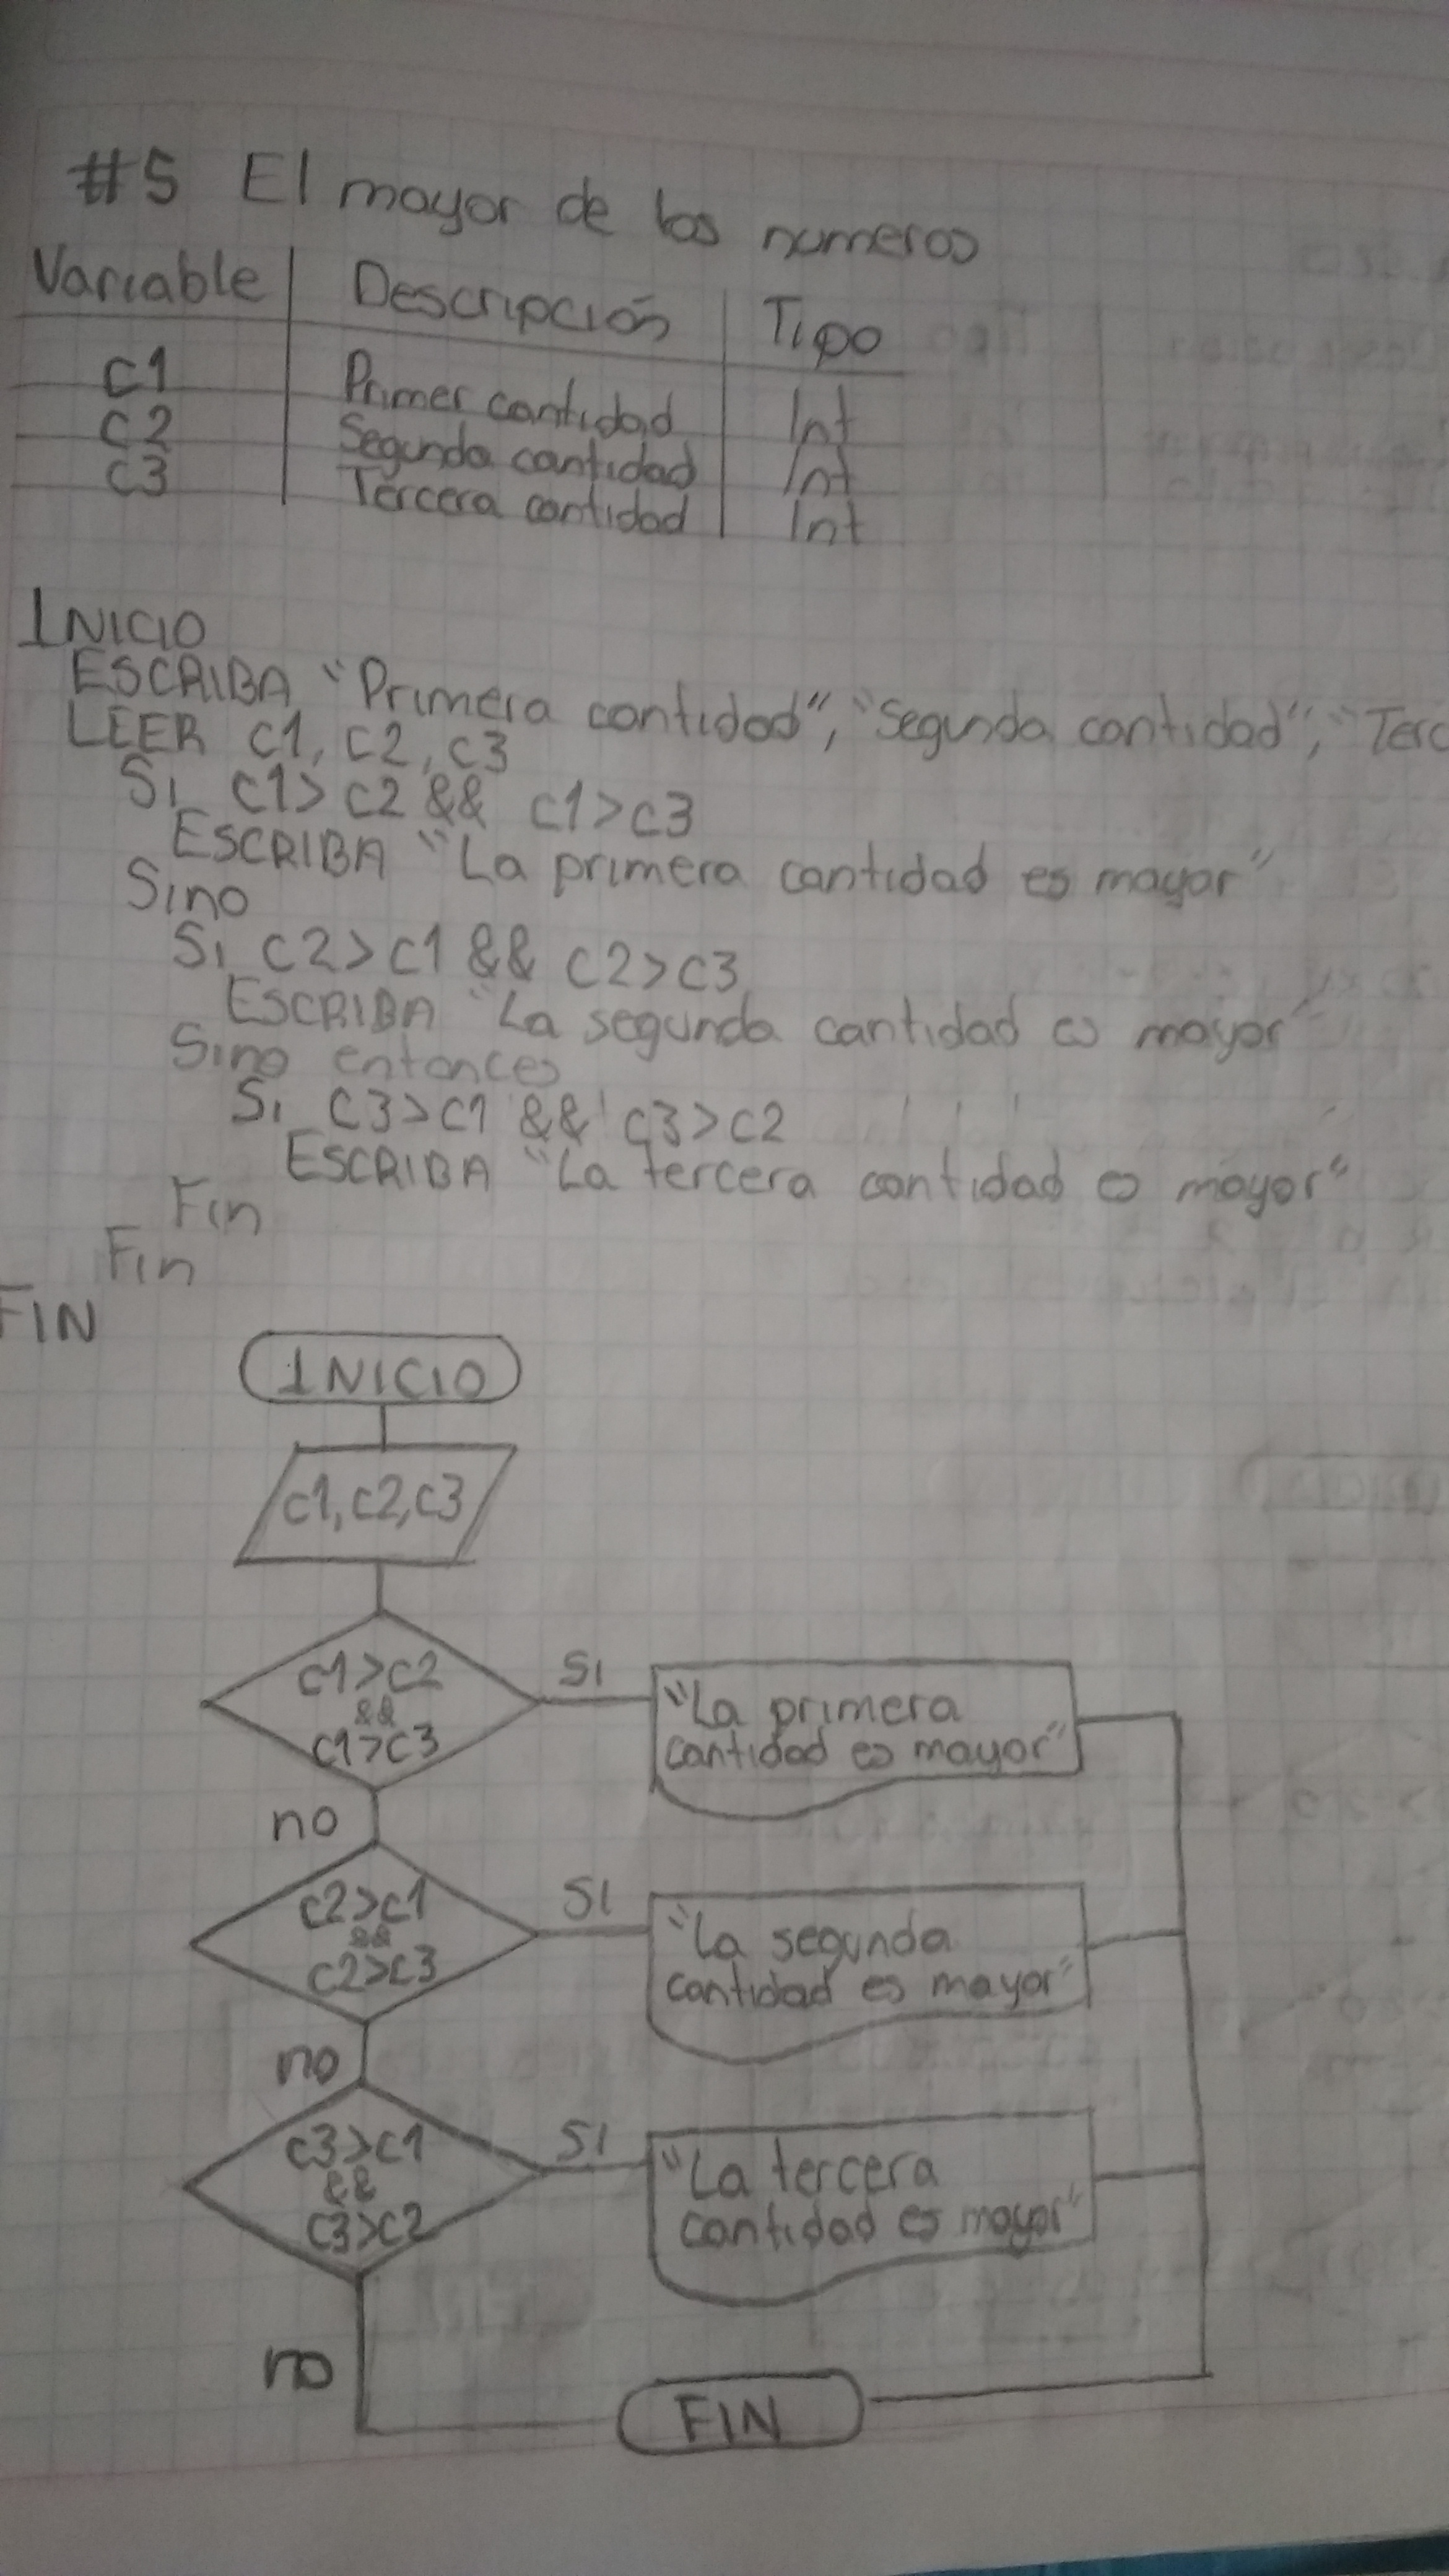 #5 El mayor de los numeros
Variable Descripción Tipo
C1 Primer cantidad Int
C2 Segunda cantidad Int
C3 Tercera cantidad Int
INICIO
ESCRIBA "Primera cantidad", "Segunda cantidad", "Terc
LEER C1, C2, C3
Si C1>C2 && C1>C3
ESCRIBA "La primera cantidad es mayor"
Sino
Si C2>C1 && C2>C3
ESCRIBA "La segunda cantidad es mayor"
Sino entonces
Si C3>C1 && C3>C2
ESCRIBA "La tercera cantidad es mayor"
Fin
Fin
FIN
INICIO
C1, C2, C3
C1>C2
&&
C1>C3
SI
"La primera
cantidad es mayor"
no
C2>C1
&&
C2>C3
SI
"La segunda
cantidad es mayor"
no
C3>C1
&&
C3>C2
SI
"La tercera
cantidad es mayor"
no
FIN